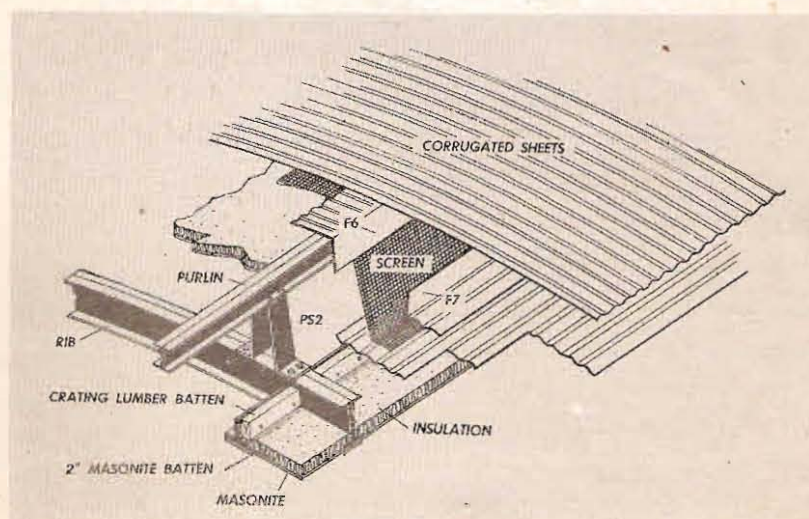 CORRUGATED SHEETS
F6
SCREEN
PURLIN
F7
PS2
RIB
CRATING LUMBER BATTEN
INSULATION
2" MASONITE BATTEN
MASONITE